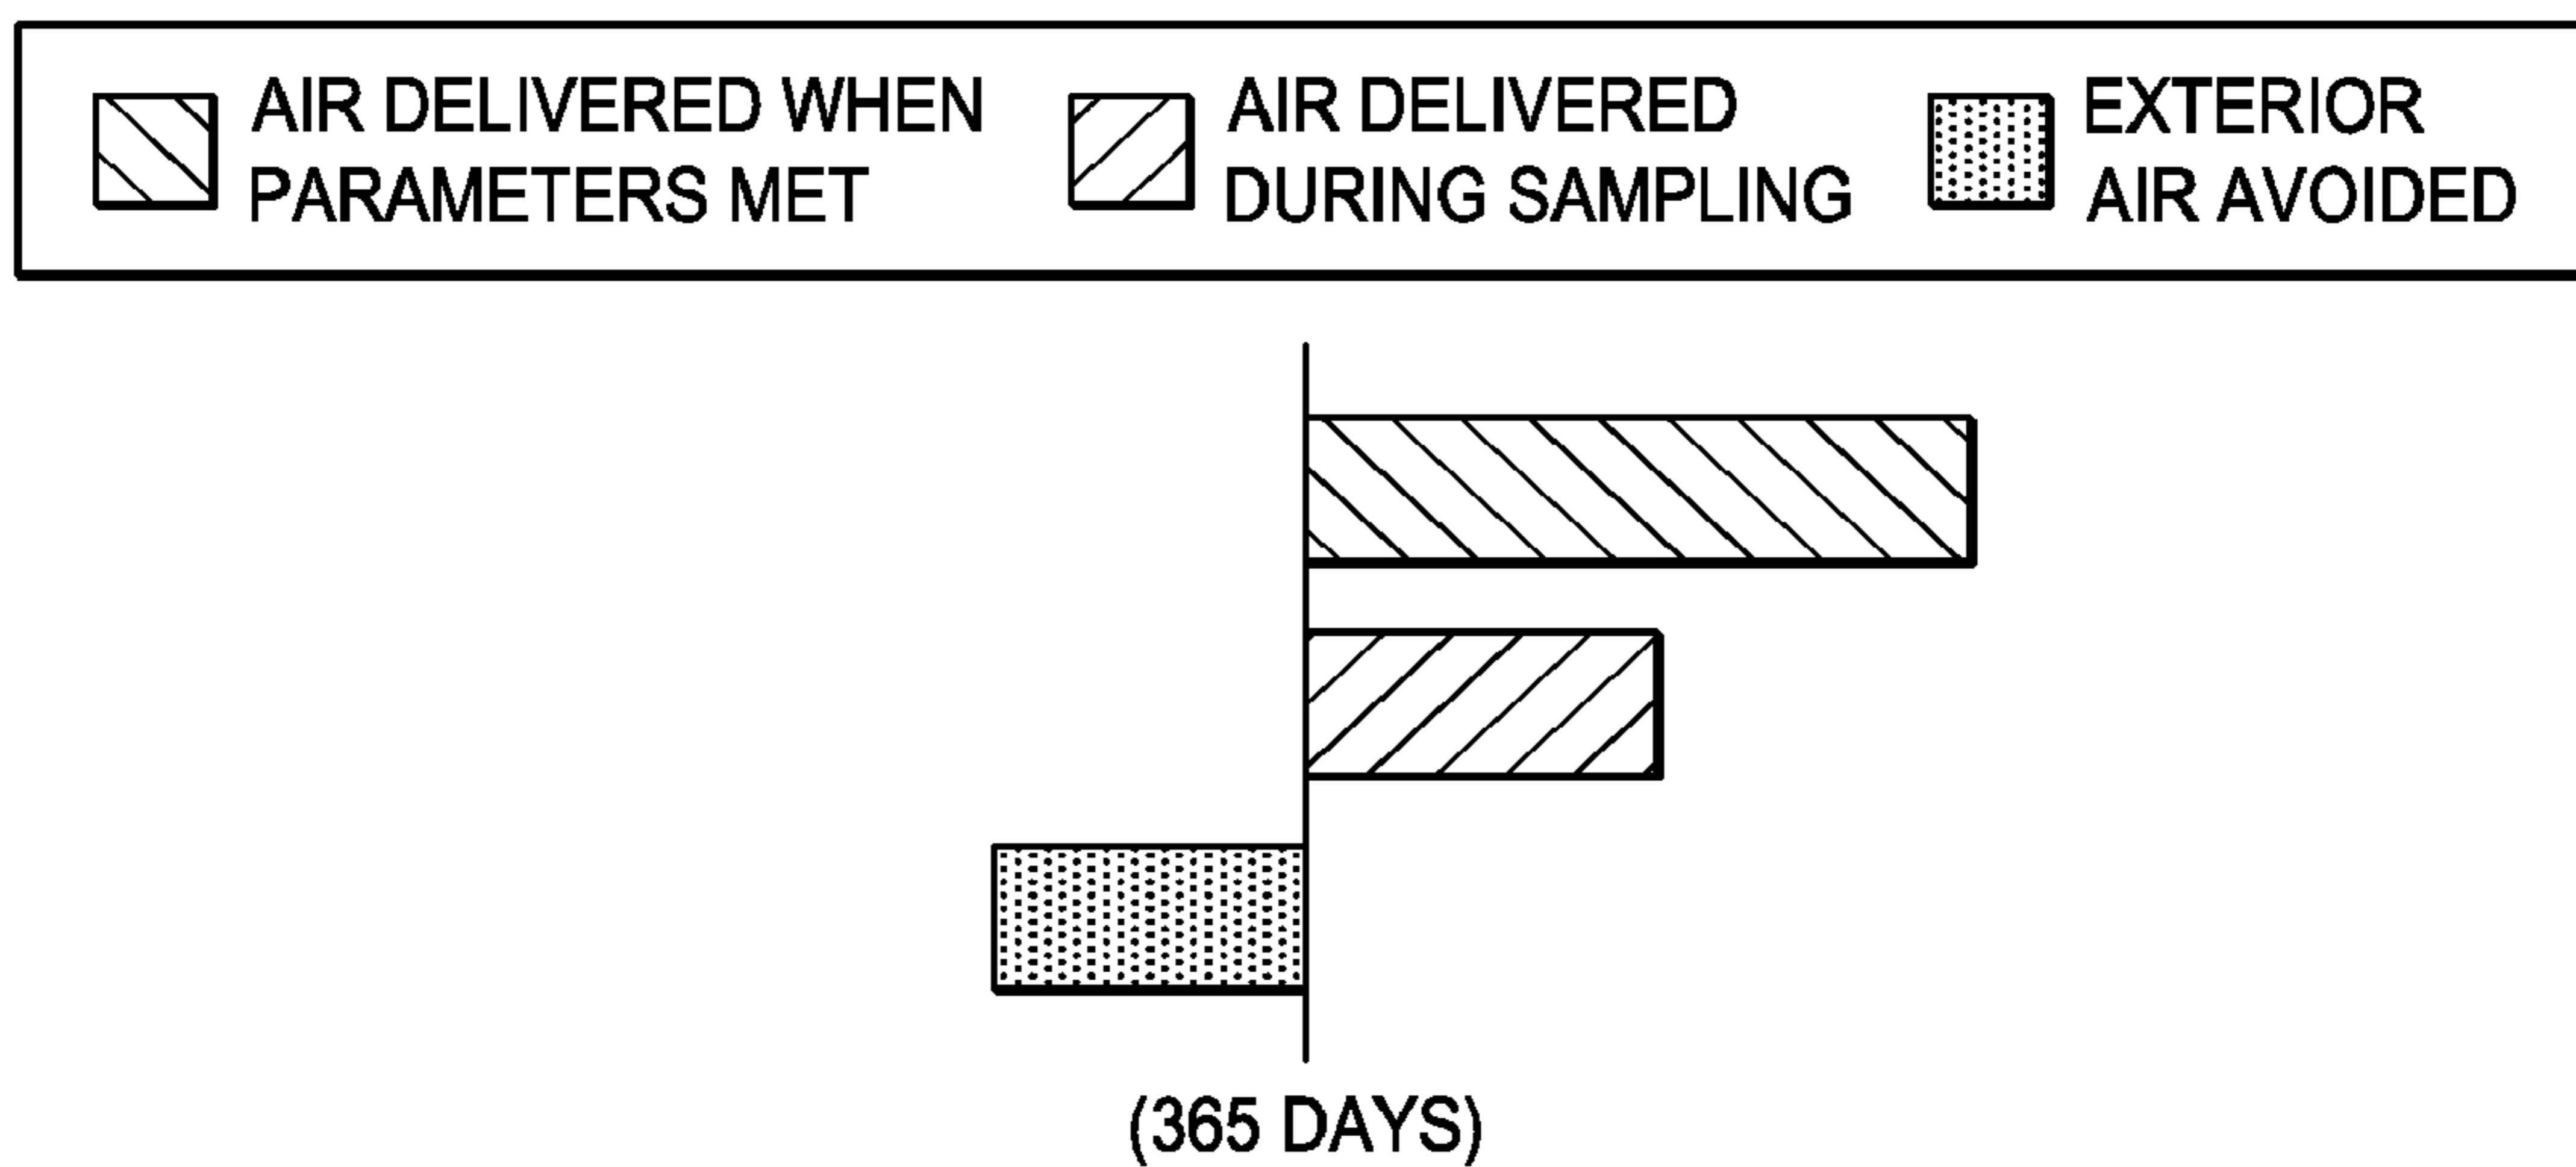 AIR DELIVERED WHEN
PARAMETERS MET
AIR DELIVERED
DURING SAMPLING
EXTERIOR
AIR AVOIDED
(365 DAYS)